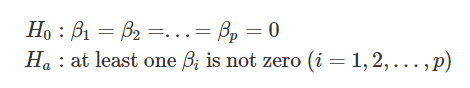 H₀ : β₁ = β₂ =. . .= βₚ = 0
Hₐ : at least one βᵢ is not zero (i = 1, 2, . . . , p)